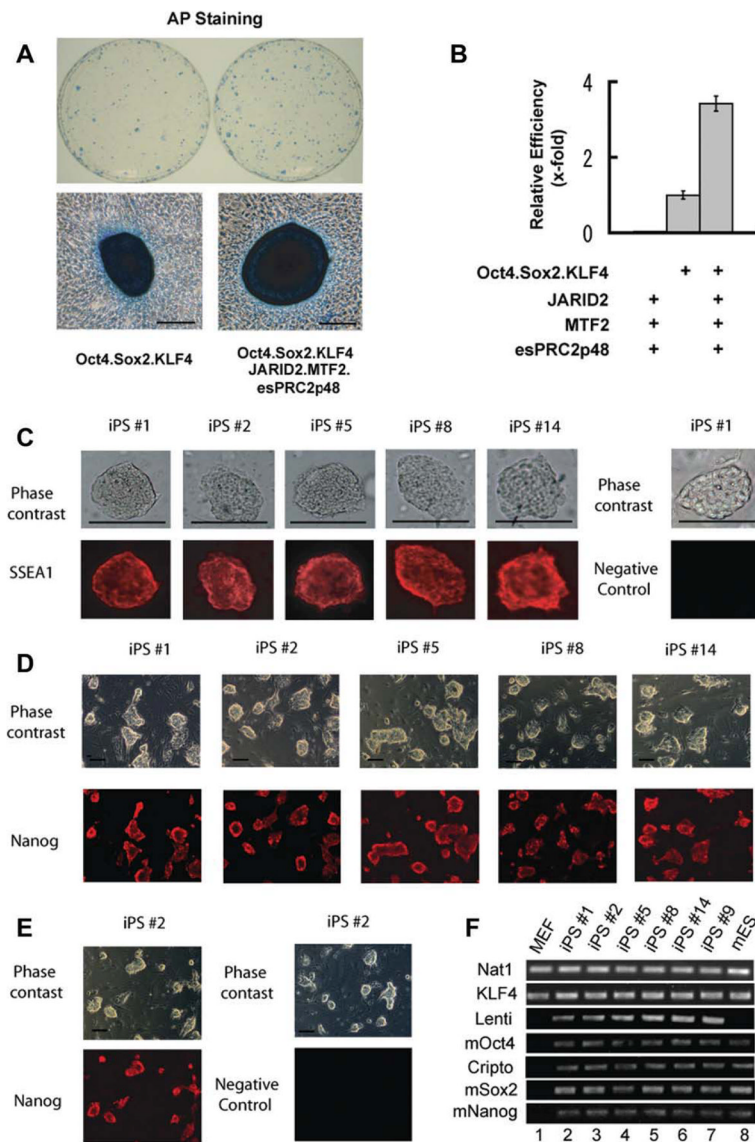 AP Staining
A
Oct4.Sox2.KLF4
Oct4.Sox2.KLF4
JARID2.MTF2.
esPRC2p48
B
Relative Efficiency
(x-fold)
4
2
0
Oct4.Sox2.KLF4 + +
JARID2 + +
MTF2 + +
esPRC2p48 + +
C
iPS #1 iPS #2 iPS #5 iPS #8 iPS #14 iPS #1
Phase
contrast
Phase
contrast
SSEA1
Negative
Control
D
iPS #1 iPS #2 iPS #5 iPS #8 iPS #14
Phase
contrast
Nanog
E
iPS #2 iPS #2
Phase
contast
Phase
contast
Nanog
Negative
Control
F
MEF iPS #1 iPS #2 iPS #5 iPS #8 iPS #14 iPS #9 mES
Nat1
KLF4
Lenti
mOct4
Cripto
mSox2
mNanog
1 2 3 4 5 6 7 8